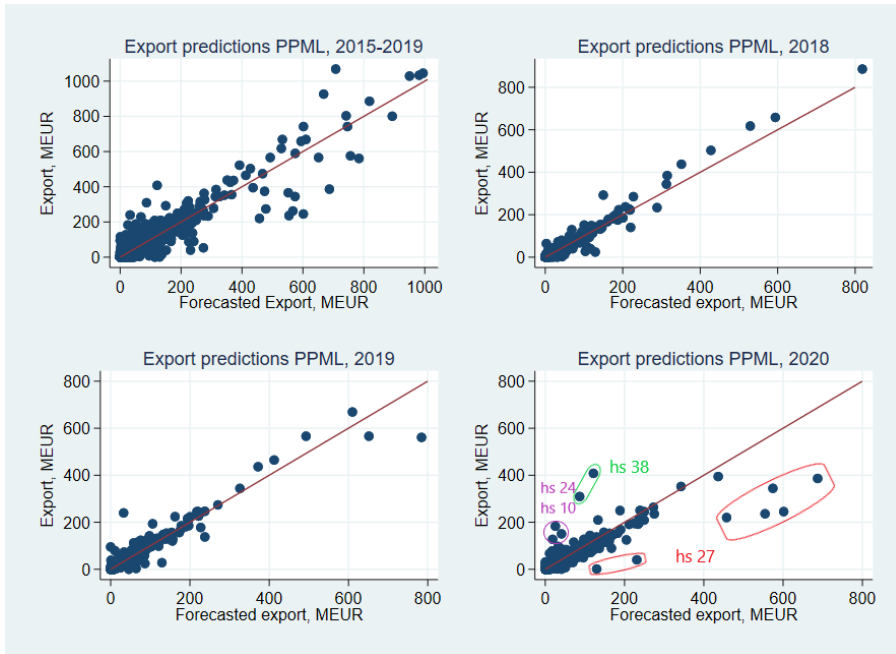 Export predictions PPML, 2015-2019
Export, MEUR
1000
800
600
400
200
0
0 200 400 600 800 1000
Forecasted Export, MEUR
Export predictions PPML, 2018
Export, MEUR
800
600
400
200
0
0 200 400 600 800
Forecasted export, MEUR
Export predictions PPML, 2019
Export, MEUR
800
600
400
200
0
0 200 400 600 800
Forecasted export, MEUR
Export predictions PPML, 2020
Export, MEUR
800
600
400
200
0
hs 38
hs 24
hs 10
hs 27
0 200 400 600 800
Forecasted export, MEUR